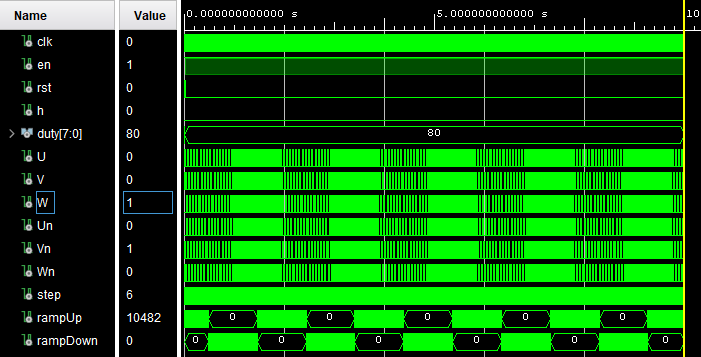 Name Value 0.000000000000 s 5.000000000000 s 10
clk 0
en 1
rst 0
h 0
duty[7:0] 80 80
U 0
V 0
W 1
Un 0
Vn 1
Wn 0
step 6
rampUp 10482 0 0 0 0 0
rampDown 0 0 0 0 0 0 0